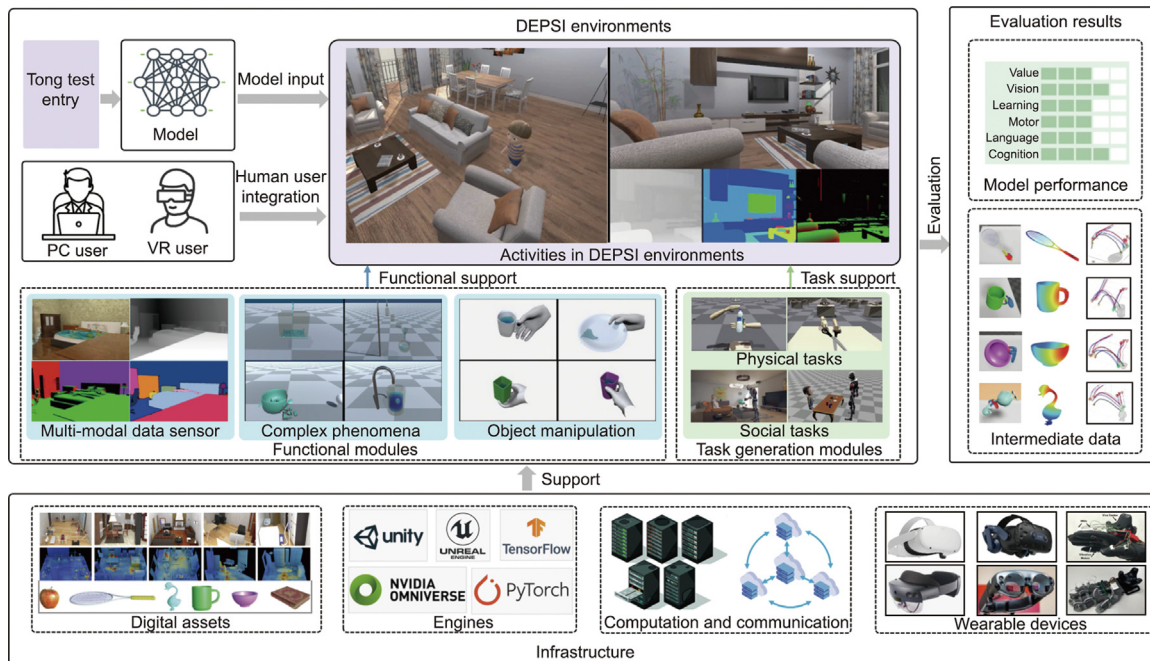 DEPSI environments
Tong test
entry
Model
Model input
PC user
VR user
Human user
integration
Activities in DEPSI environments
Functional support
Task support
Multi-modal data sensor
Complex phenomena
Object manipulation
Functional modules
Physical tasks
Social tasks
Task generation modules
Evaluation
Evaluation results
Value
Vision
Learning
Motor
Language
Cognition
Model performance
Intermediate data
Support
Digital assets
unity
UNREAL
ENGINE
TensorFlow
NVIDIA
OMNIVERSE
PyTorch
Engines
Computation and communication
Wearable devices
Infrastructure